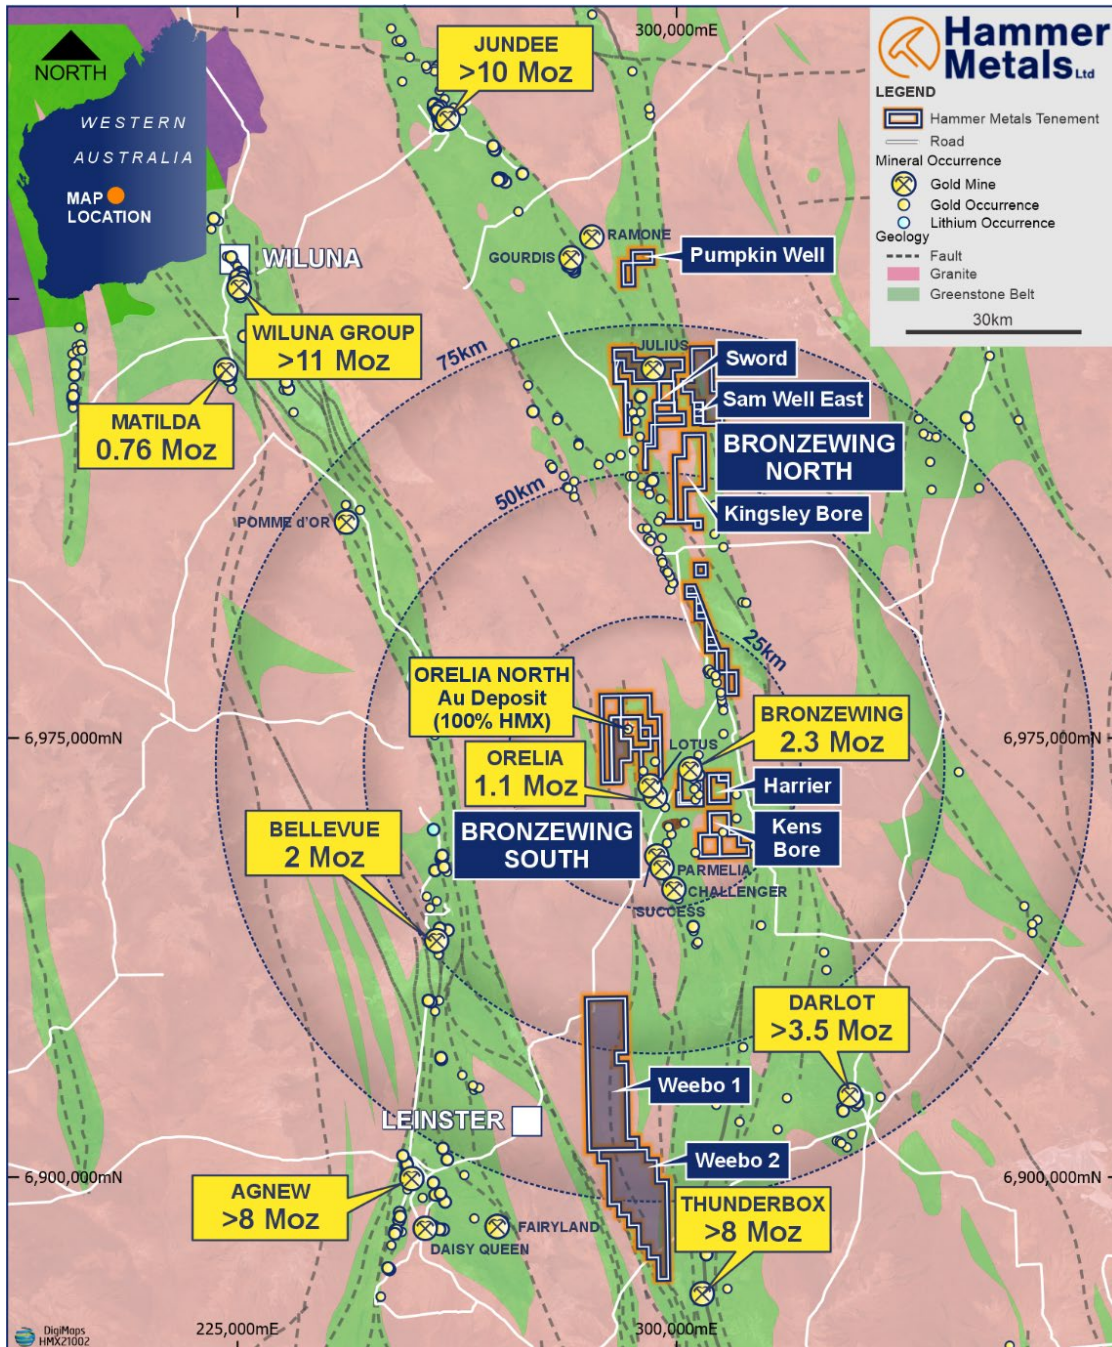 300,000mE
JUNDEE
>10 Moz
NORTH
WESTERN
AUSTRALIA
MAP
LOCATION
Hammer
Metals Ltd
LEGEND
Hammer Metals Tenement
Road
Mineral Occurrence
Gold Mine
Gold Occurrence
Lithium Occurrence
Geology
Fault
Granite
Greenstone Belt
30km
RAMONE
GOURDIS
Pumpkin Well
WILUNA
WILUNA GROUP
>11 Moz
75km
JULIUS
Sword
Sam Well East
MATILDA
0.76 Moz
BRONZEWING
NORTH
50km
Kingsley Bore
POMME d'OR
25km
ORELIA NORTH
Au Deposit
(100% HMX)
BRONZEWING
2.3 Moz
6,975,000mN
6,975,000mN
LOTUS
ORELIA
1.1 Moz
Harrier
BELLEVUE
2 Moz
BRONZEWING
SOUTH
Kens
Bore
PARMELIA
CHALLENGER
SUCCESS
DARLOT
>3.5 Moz
Weebo 1
LEINSTER
Weebo 2
6,900,000mN
6,900,000mN
AGNEW
>8 Moz
THUNDERBOX
>8 Moz
FAIRYLAND
DAISY QUEEN
DigiMaps
HMX21002
225,000mE
300,000mE